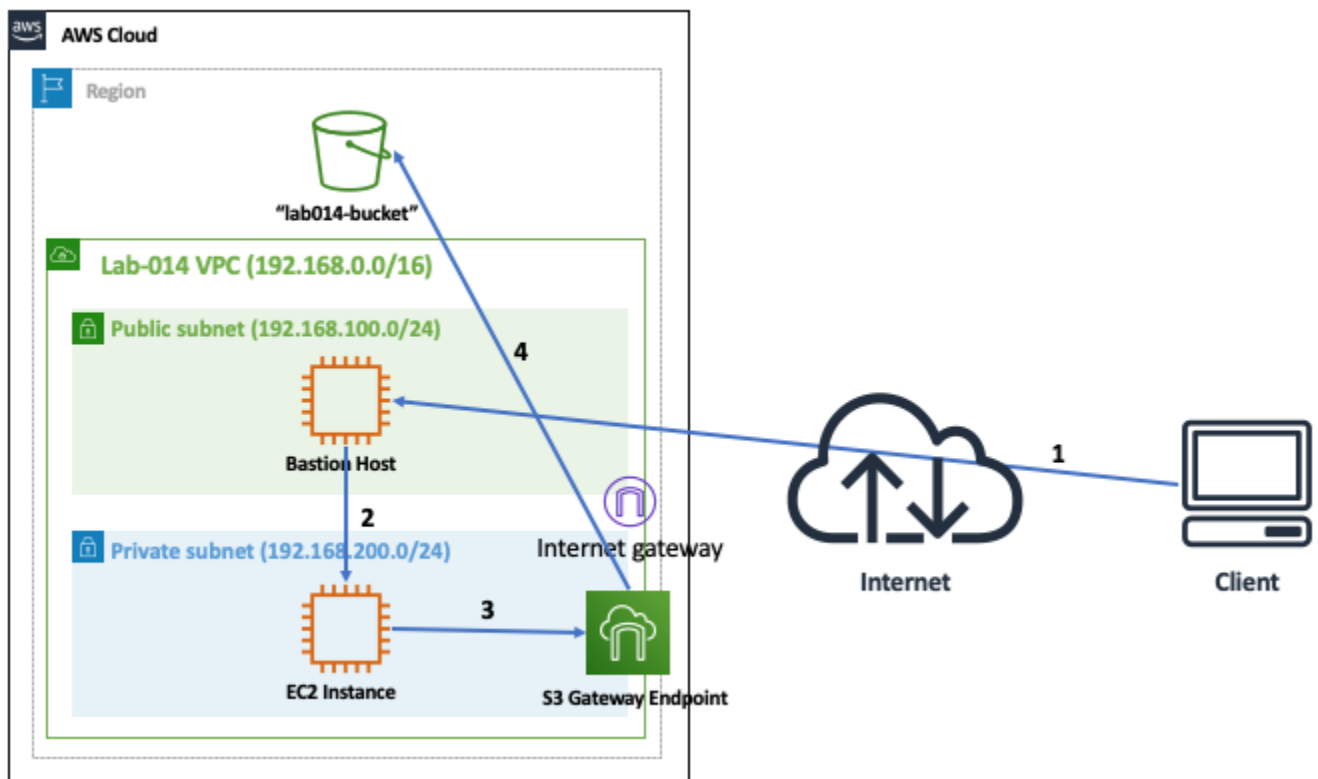 aws
AWS Cloud
Region
“lab014-bucket”
Lab-014 VPC (192.168.0.0/16)
Public subnet (192.168.100.0/24)
4
1
Bastion Host
2
Internet gateway
Private subnet (192.168.200.0/24)
Internet
Client
3
EC2 Instance
S3 Gateway Endpoint